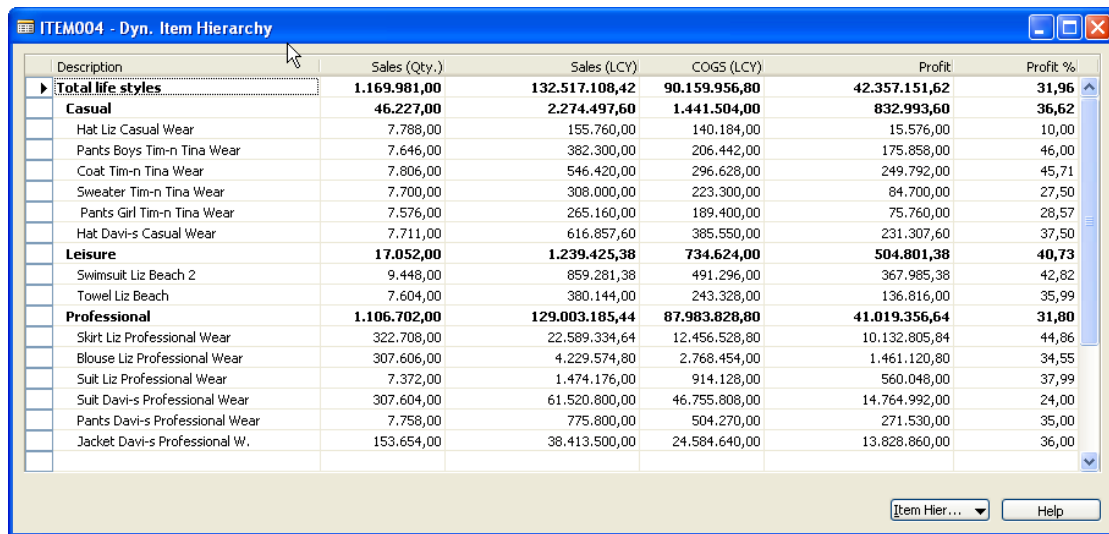 ITEM004 - Dyn. Item Hierarchy
Description Sales (Qty.) Sales (LCY) COGS (LCY) Profit Profit %
Total life styles 1.169.981,00 132.517.108,42 90.159.956,80 42.357.151,62 31,96
Casual 46.227,00 2.274.497,60 1.441.504,00 832.993,60 36,62
Hat Liz Casual Wear 7.788,00 155.760,00 140.184,00 15.576,00 10,00
Pants Boys Tim-n Tina Wear 7.646,00 382.300,00 206.442,00 175.858,00 46,00
Coat Tim-n Tina Wear 7.806,00 546.420,00 296.628,00 249.792,00 45,71
Sweater Tim-n Tina Wear 7.700,00 308.000,00 223.300,00 84.700,00 27,50
Pants Girl Tim-n Tina Wear 7.576,00 265.160,00 189.400,00 75.760,00 28,57
Hat Davi-s Casual Wear 7.711,00 616.857,60 385.550,00 231.307,60 37,50
Leisure 17.052,00 1.239.425,38 734.624,00 504.801,38 40,73
Swimsuit Liz Beach 2 9.448,00 859.281,38 491.296,00 367.985,38 42,82
Towel Liz Beach 7.604,00 380.144,00 243.328,00 136.816,00 35,99
Professional 1.106.702,00 129.003.185,44 87.983.828,80 41.019.356,64 31,80
Skirt Liz Professional Wear 322.708,00 22.589.334,64 12.456.528,80 10.132.805,84 44,86
Blouse Liz Professional Wear 307.606,00 4.229.574,80 2.768.454,00 1.461.120,80 34,55
Suit Liz Professional Wear 7.372,00 1.474.176,00 914.128,00 560.048,00 37,99
Suit Davi-s Professional Wear 307.604,00 61.520.800,00 46.755.808,00 14.764.992,00 24,00
Pants Davi-s Professional Wear 7.758,00 775.800,00 504.270,00 271.530,00 35,00
Jacket Davi-s Professional W. 153.654,00 38.413.500,00 24.584.640,00 13.828.860,00 36,00
Item Hier... Help